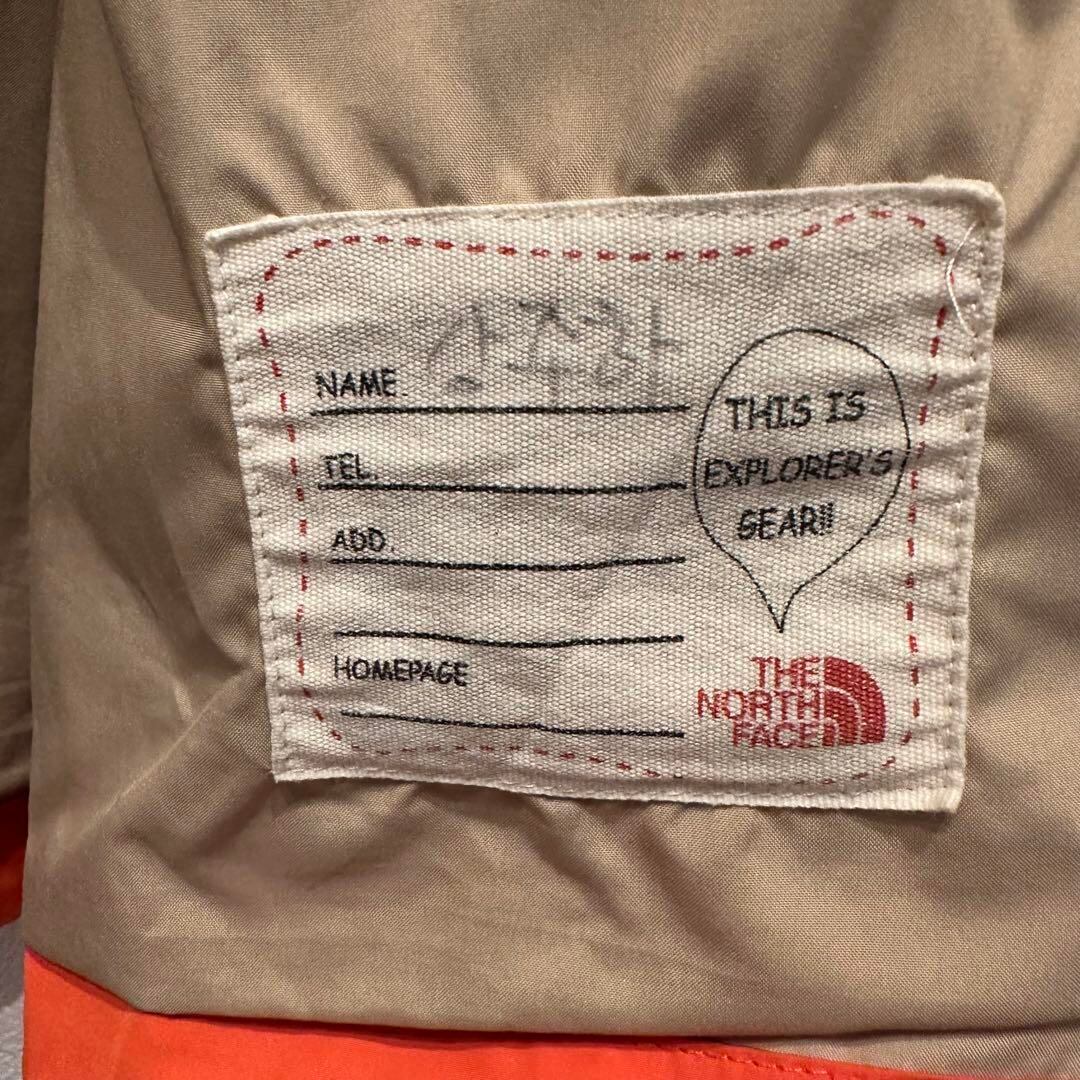 NAME.
TEL
ADD.
HOMEPAGE
THIS IS
EXPLORER'S
GEAR!!!
THE
NORTH
FACE